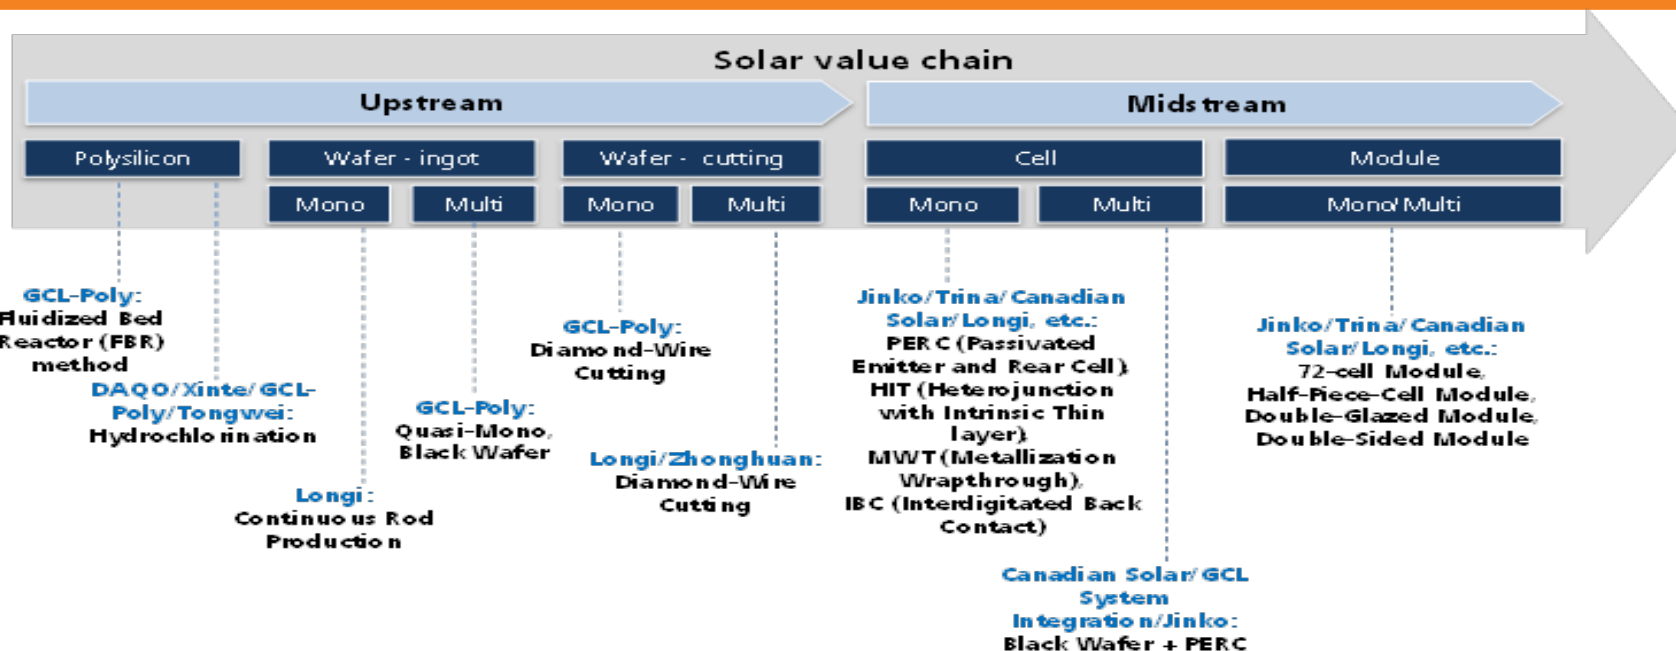 Solar value chain
Upstream
Midstream
Polysilicon
Wafer - ingot
Wafer - cutting
Cell
Module
Mono
Multi
Mono
Multi
Mono
Multi
Mono/Multi
GCL-Poly:
Fluidized Bed
Reactor (FBR)
method
DAQO/Xinte/GCL-
Poly/Tongwei:
Hydrochlorination
Longi:
Continuous Rod
Production
GCL-Poly:
Quasi-Mono,
Black Wafer
GCL-Poly:
Diamond-Wire
Cutting
Longi/Zhonghuan:
Diamond-Wire
Cutting
Jinko/Trina/Canadian
Solar/Longi, etc.:
PERC (Passivated
Emitter and Rear Cell),
HIT (Heterojunction
with Intrinsic Thin
layer),
MWT (Metallization
Wrapthrough),
IBC (Interdigitated Back
Contact)
Canadian Solar/GCL
System
Integration/Jinko:
Black Wafer + PERC
Jinko/Trina/Canadian
Solar/Longi, etc.:
72-cell Module,
Half-Piece-Cell Module,
Double-Glazed Module,
Double-Sided Module